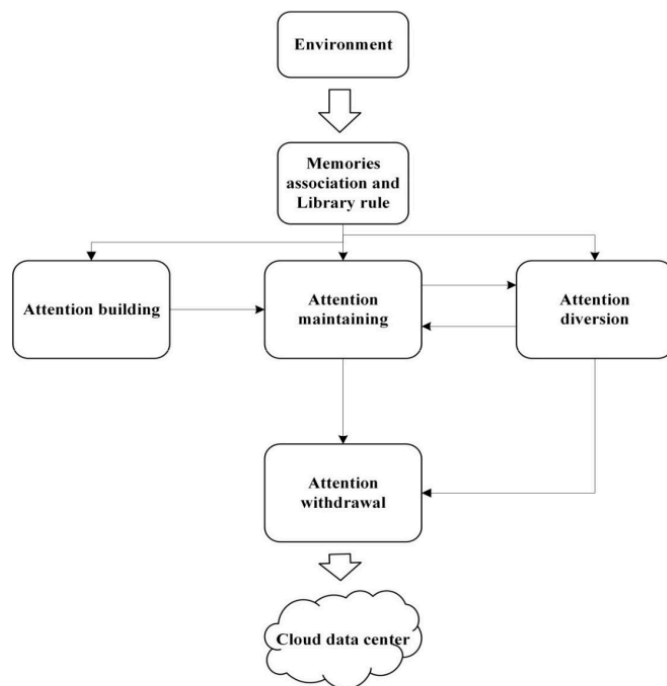 Environment
Memories
association and
Library rule
Attention building
Attention
maintaining
Attention
diversion
Attention
withdrawal
Cloud data center